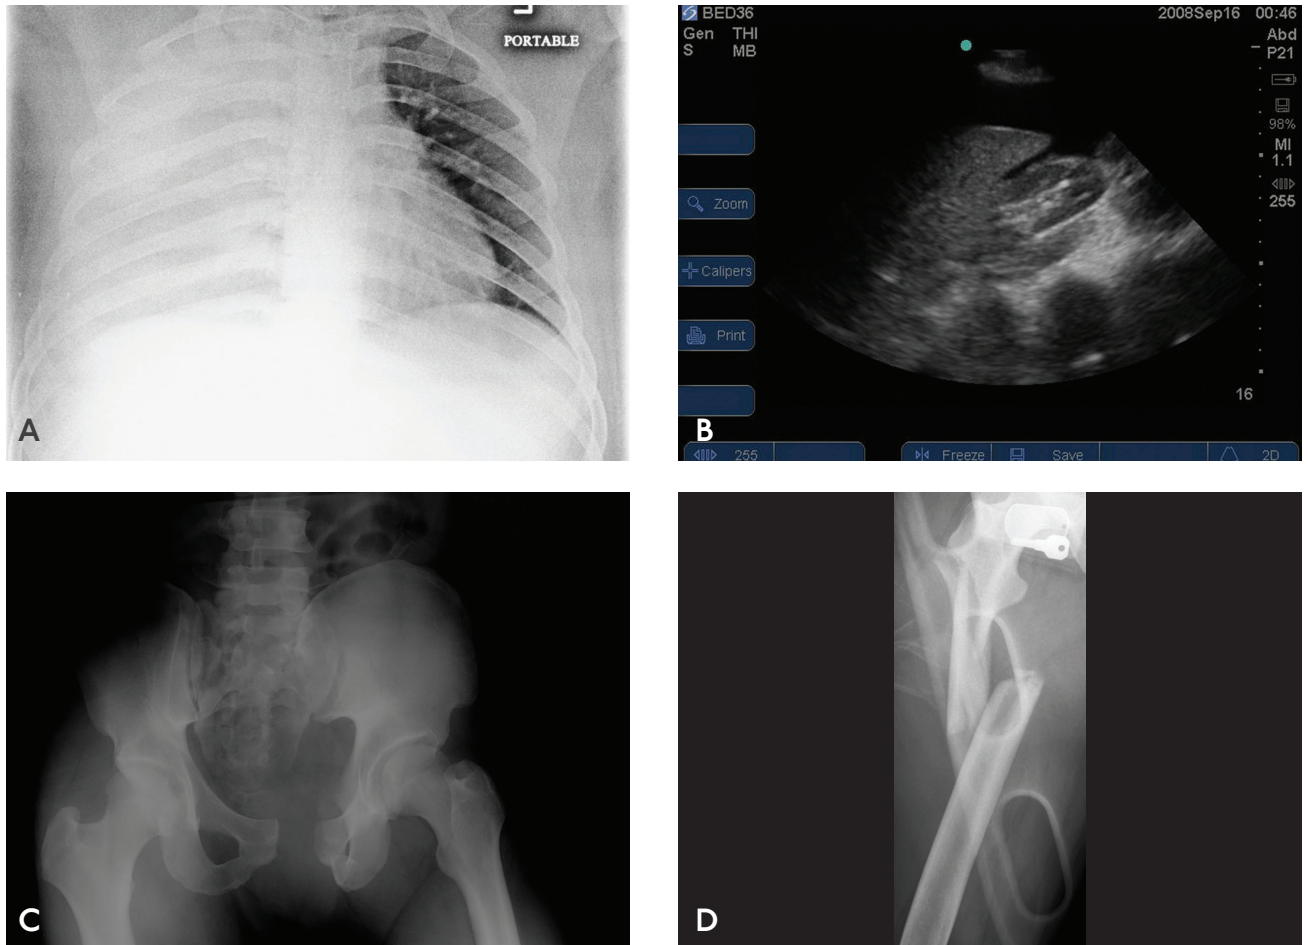 L
PORTABLE
A
BED36
2008Sep16 00:46
Gen THI
S MB
Abd
P21
98%
MI
1.1
255
Zoom
Calipers
Print
16
B
255
Freeze
Save
2D
C
D